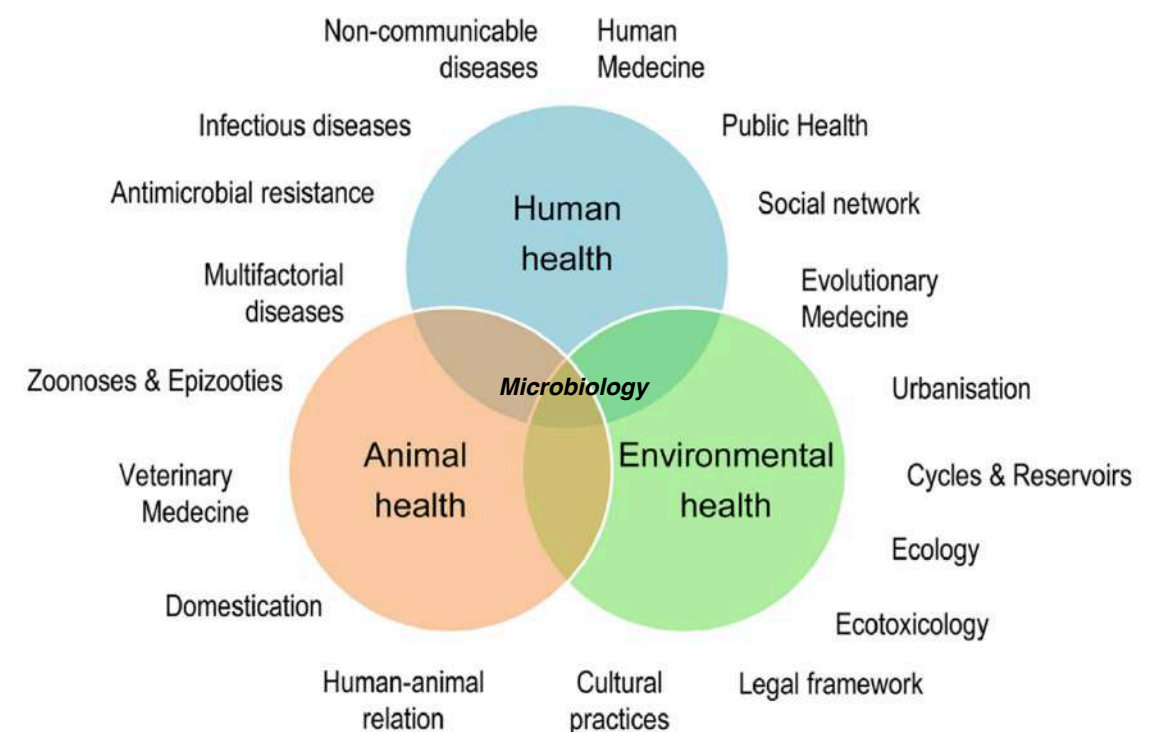 Non-communicable
diseases
Human
Medecine
Infectious diseases
Public Health
Antimicrobial resistance
Social network
Human
health
Multifactorial
diseases
Evolutionary
Medecine
Zoonoses & Epizooties
Microbiology
Urbanisation
Animal
health
Environmental
health
Veterinary
Medecine
Cycles & Reservoirs
Ecology
Domestication
Ecotoxicology
Human-animal
relation
Cultural
practices
Legal framework